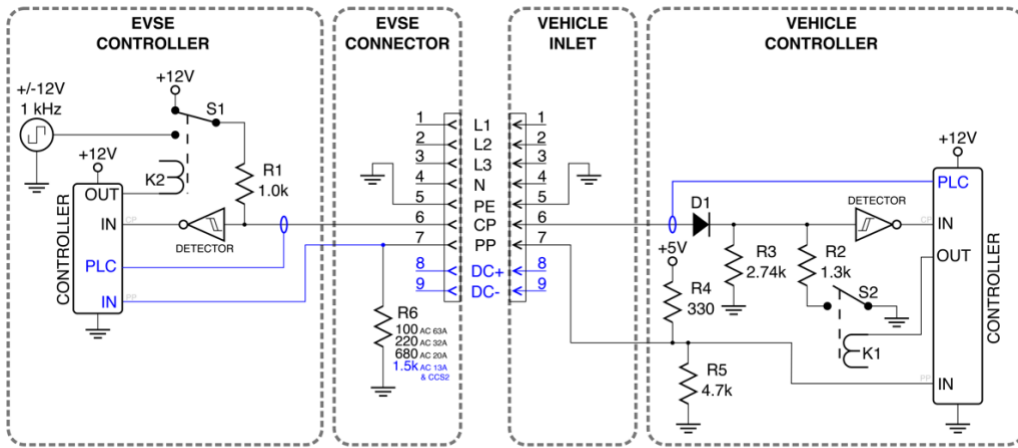 EVSE
CONTROLLER
+/-12V
1 kHz
+12V
S1
+12V
K2
R1
1.0k
OUT
IN
CP
DETECTOR
PLC
IN
PP
CONTROLLER
EVSE
CONNECTOR
1
2
3
4
5
6
7
8
9
R6
100 AC 63A
220 AC 32A
680 AC 20A
1.5k AC 13A
& CCS2
L1
L2
L3
N
PE
CP
PP
DC+
DC-
VEHICLE
INLET
1
2
3
4
5
6
7
8
9
VEHICLE
CONTROLLER
+12V
PLC
D1
DETECTOR
CP
IN
OUT
+5V
R3
2.74k
R2
1.3k
S2
R4
330
K1
R5
4.7k
PP
IN
CONTROLLER